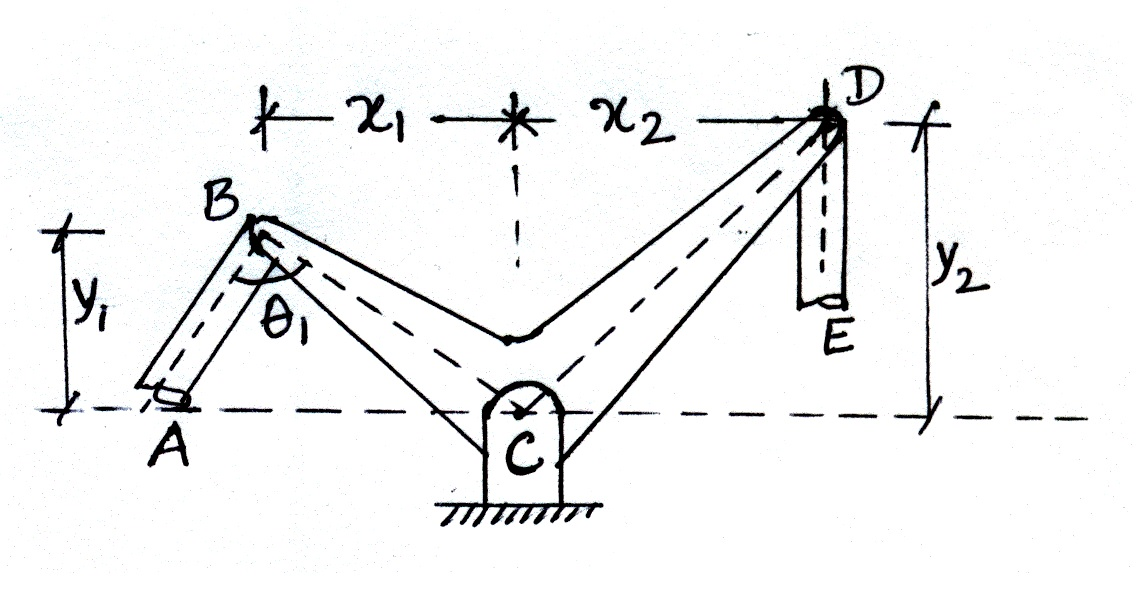 x₁ x₂ D
B
y₁ θ₁ y₂
E
A C